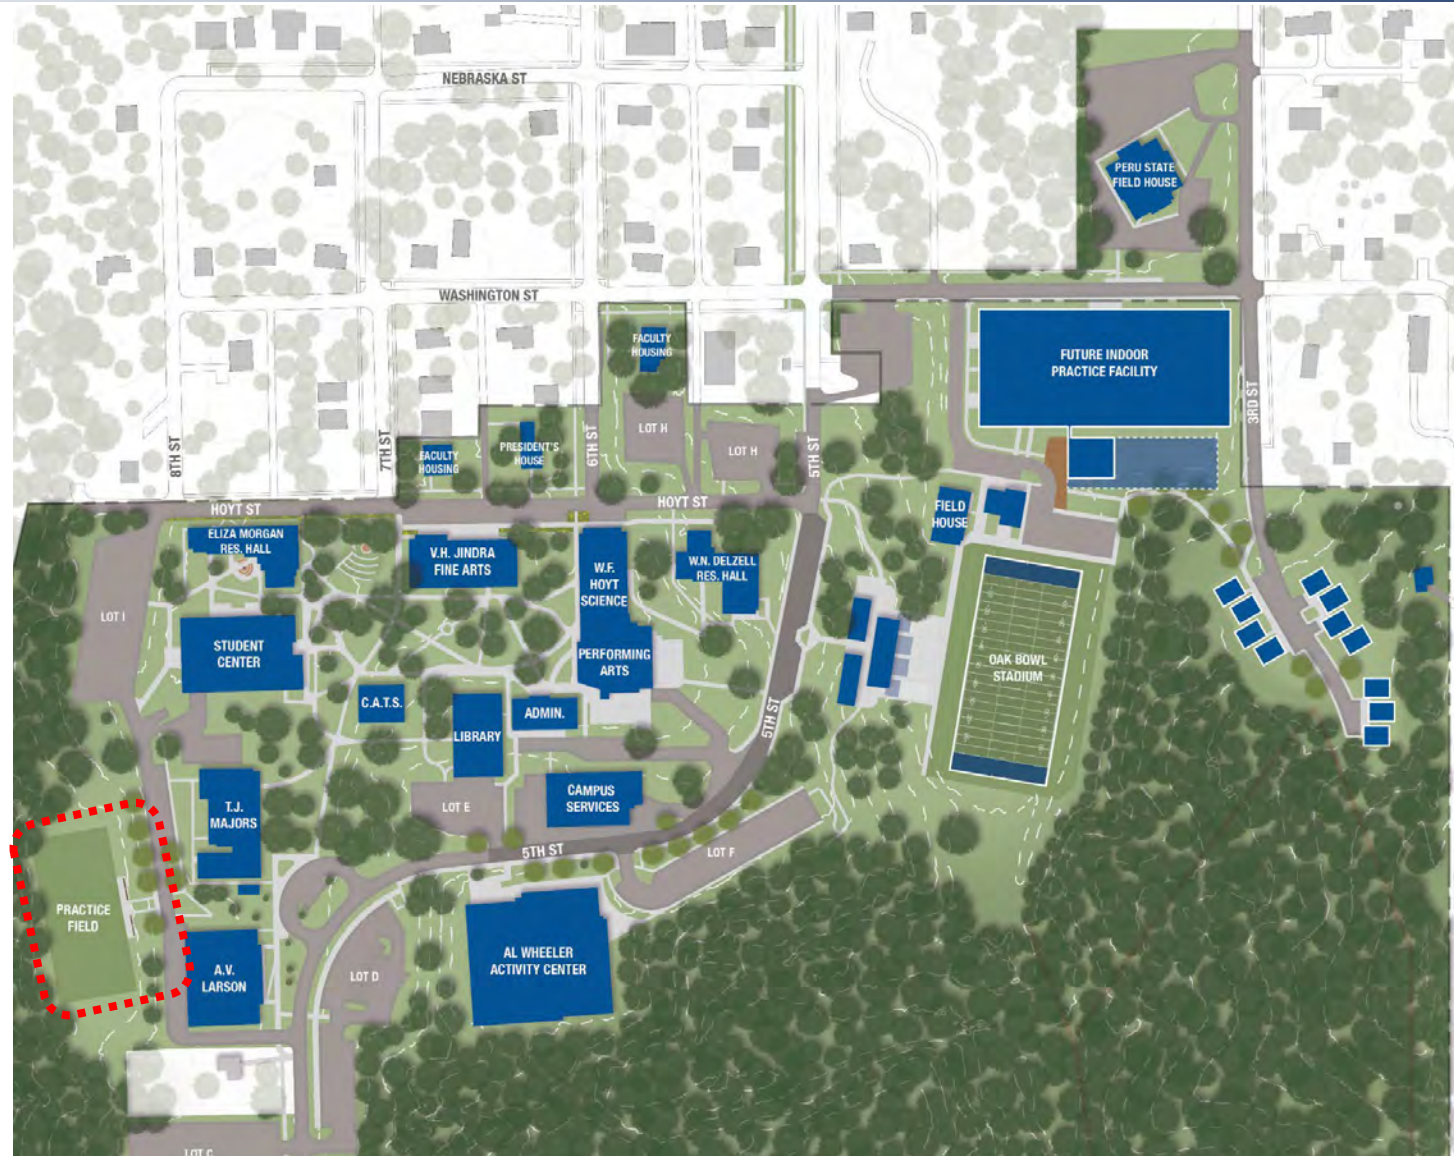 NEBRASKA ST
PERU STATE
FIELD HOUSE
WASHINGTON ST
FACULTY
HOUSING
FUTURE INDOOR
PRACTICE FACILITY
8TH ST
7TH ST
6TH ST
5TH ST
3RD ST
FACULTY
HOUSING
PRESIDENT'S
HOUSE
LOT H
LOT H
HOYT ST
HOYT ST
ELIZA MORGAN
RES. HALL
V.H. JINDRA
FINE ARTS
W.F.
HOYT
SCIENCE
W.N. DELZELL
RES. HALL
FIELD
HOUSE
LOT I
STUDENT
CENTER
PERFORMING
ARTS
OAK BOWL
STADIUM
C.A.T.S.
LIBRARY
ADMIN.
5TH ST
T.J.
MAJORS
LOT E
CAMPUS
SERVICES
5TH ST
LOT F
PRACTICE
FIELD
A.V.
LARSON
LOT D
AL WHEELER
ACTIVITY CENTER
LOT C